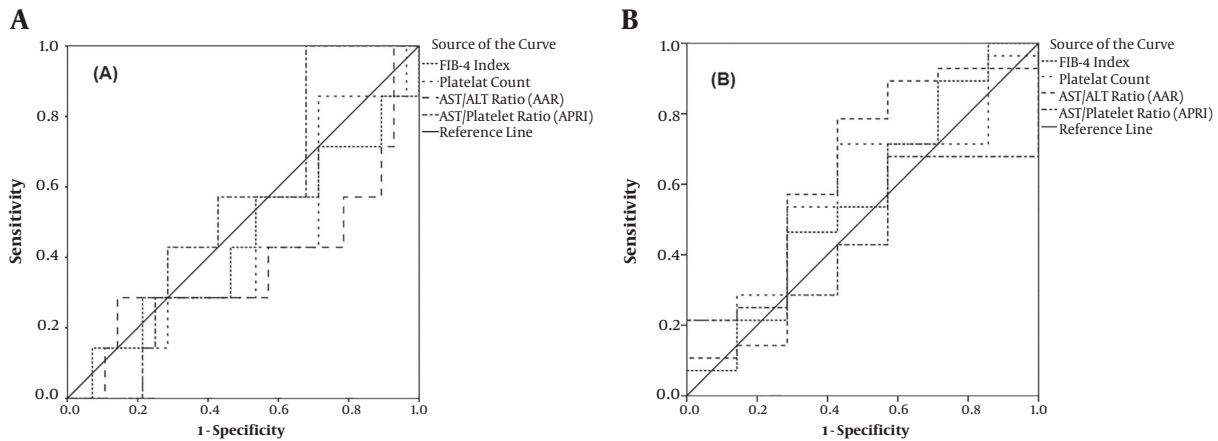 A
(A)
Source of the Curve
FIB-4 Index
Platelat Count
AST/ALT Ratio (AAR)
AST/Platelet Ratio (APRI)
Reference Line
Sensitivity
1.0
0.8
0.6
0.4
0.2
0.0
0.0
0.2
0.4
0.6
0.8
1.0
1-Specificity
B
(B)
Source of the Curve
FIB-4 Index
Platelat Count
AST/ALT Ratio (AAR)
AST/Platelet Ratio (APRI)
Reference Line
Sensitivity
1.0
0.8
0.6
0.4
0.2
0.0
0.0
0.2
0.4
0.6
0.8
1.0
1-Specificity